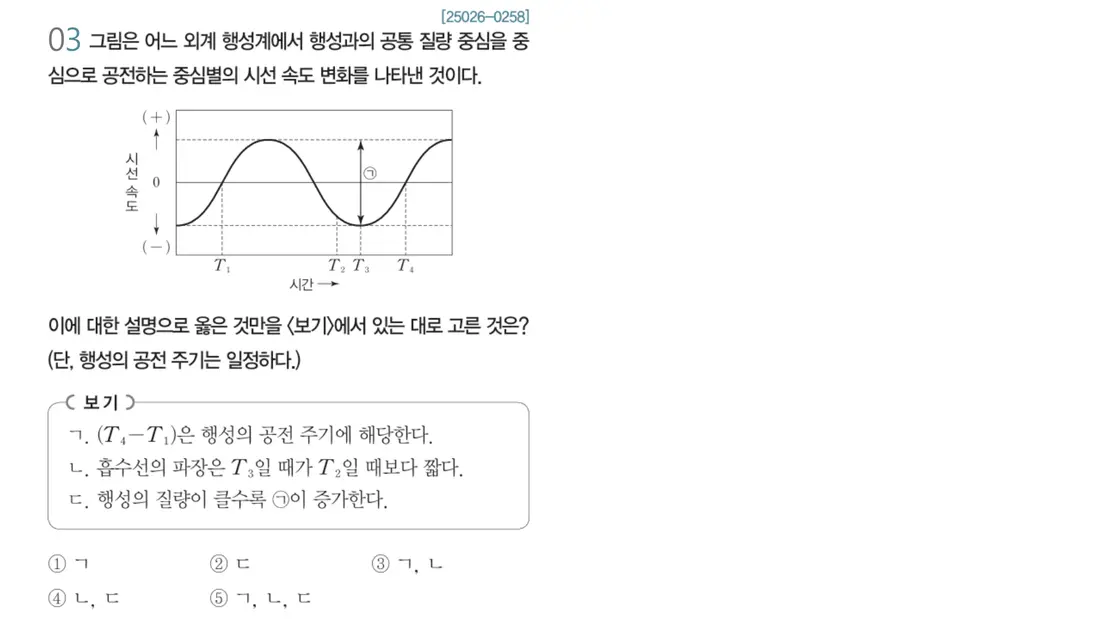 [25026-0258]
03 그림은 어느 외계 행성계에서 행성과의 공통 질량 중심을 중
심으로 공전하는 중심별의 시선 속도 변화를 나타낸 것이다.
(+)
시선 속도
0
(-)
㉠
T₁ T₂ T₃ T₄
시간 →
이에 대한 설명으로 옳은 것만을 〈보기〉에서 있는 대로 고른 것은?
(단, 행성의 공전 주기는 일정하다.)
보기
ㄱ. (T₄-T₁)은 행성의 공전 주기에 해당한다.
ㄴ. 흡수선의 파장은 T₃일 때가 T₂일 때보다 짧다.
ㄷ. 행성의 질량이 클수록 ㉠이 증가한다.
① ㄱ ② ㄷ ③ ㄱ, ㄴ
④ ㄴ, ㄷ ⑤ ㄱ, ㄴ, ㄷ